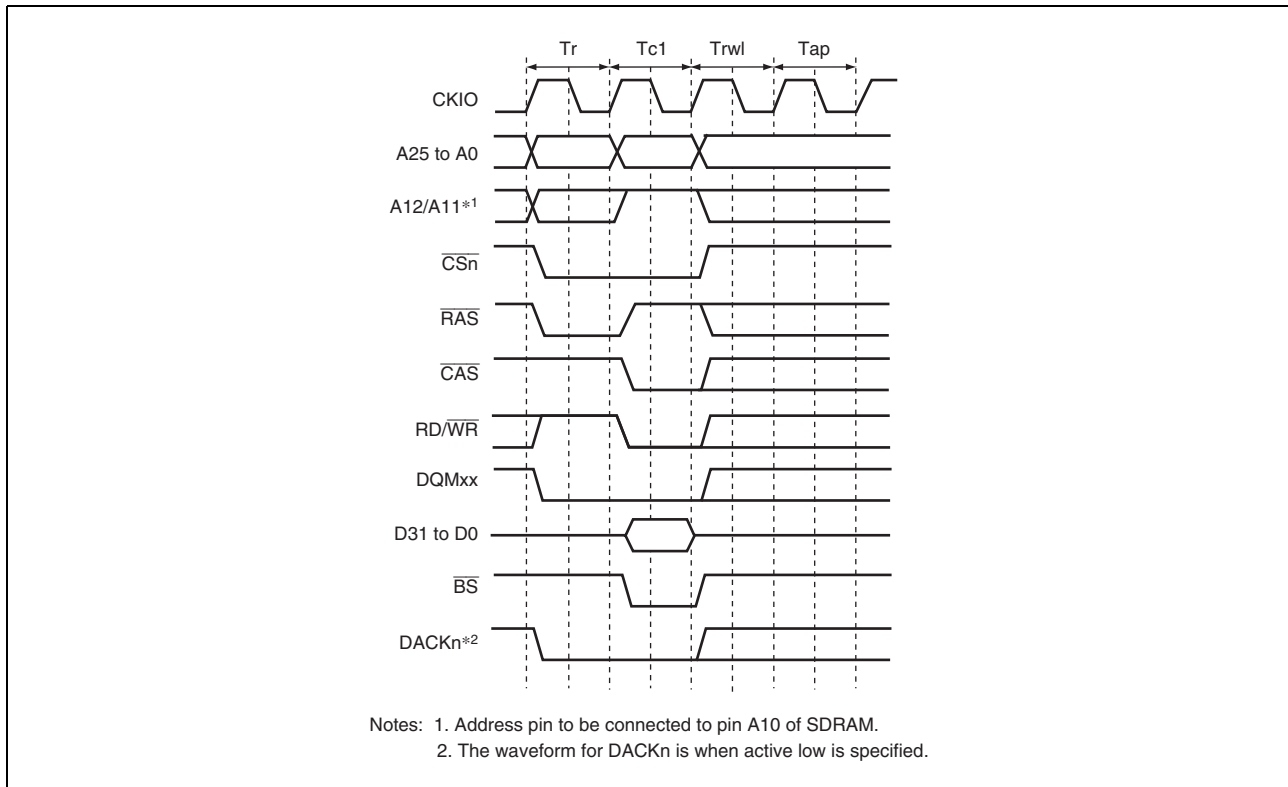 Tr Tc1 Trwl Tap
CKIO
A25 to A0
A12/A11*1
CSn
RAS
CAS
RD/WR
DQMxx
D31 to D0
BS
DACKn*2
Notes: 1. Address pin to be connected to pin A10 of SDRAM.
2. The waveform for DACKn is when active low is specified.